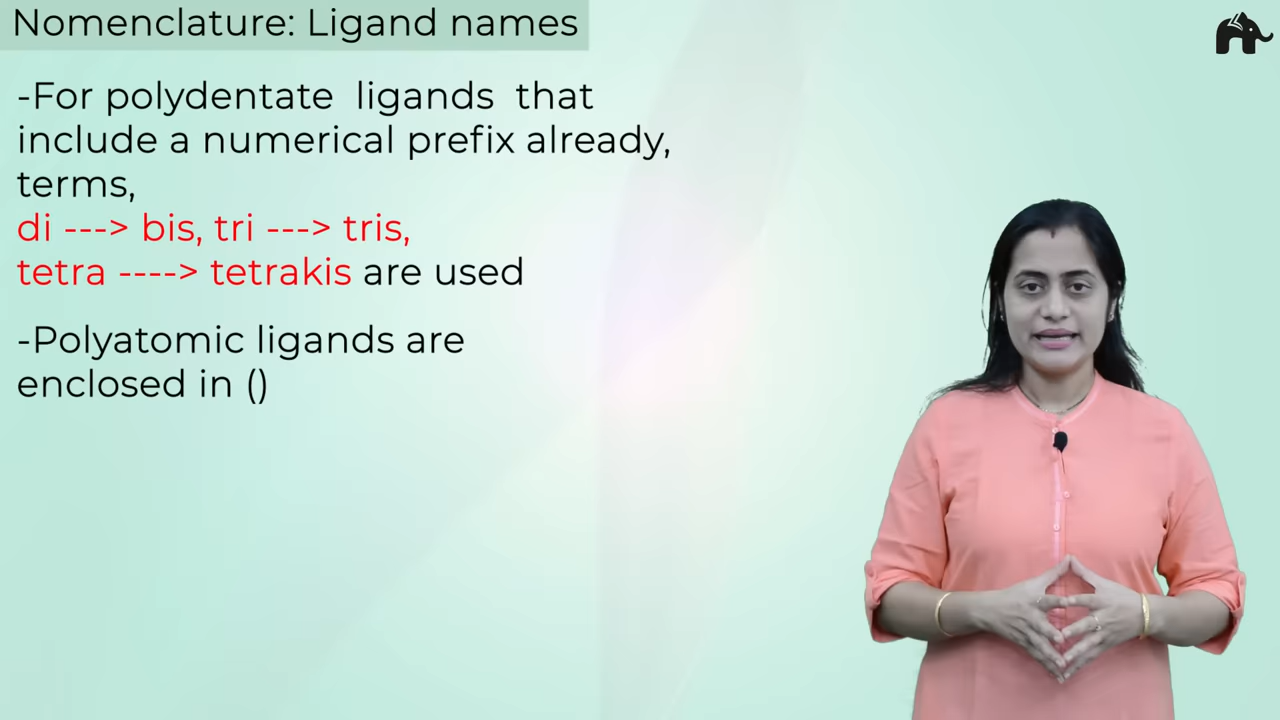 Nomenclature: Ligand names
-For polydentate ligands that
include a numerical prefix already,
terms,
di ---> bis, tri ---> tris,
tetra ----> tetrakis are used
-Polyatomic ligands are
enclosed in ()